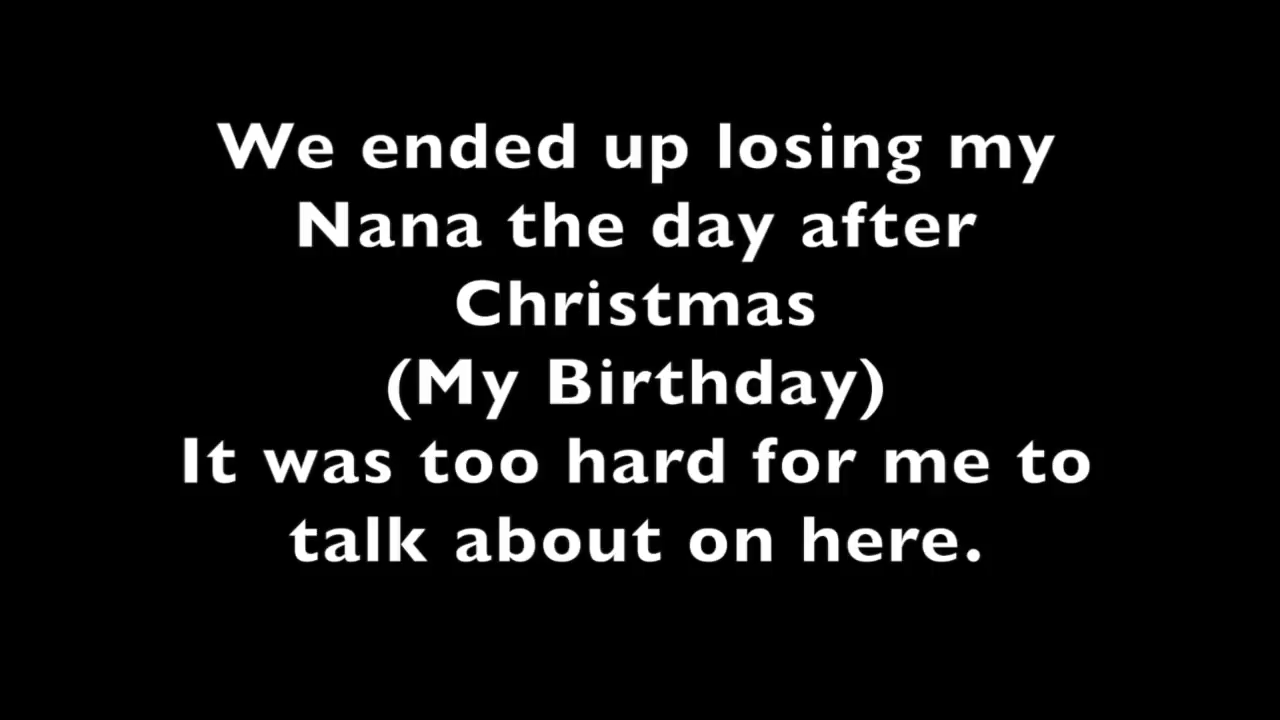 We ended up losing my
Nana the day after
Christmas
(My Birthday)
It was too hard for me to
talk about on here.